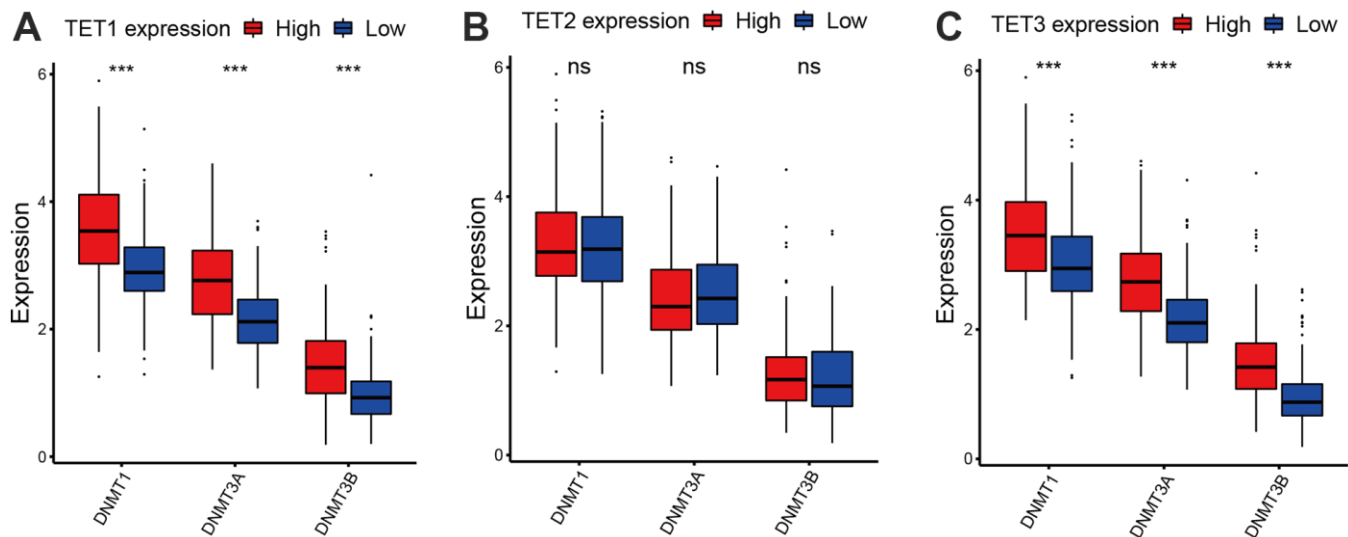 A TET1 expression High Low
*** *** ***
Expression
6
4
2
0
DNMT1 DNMT3A DNMT3B
B TET2 expression High Low
ns ns ns
Expression
6
4
2
0
DNMT1 DNMT3A DNMT3B
C TET3 expression High Low
*** *** ***
Expression
6
4
2
0
DNMT1 DNMT3A DNMT3B